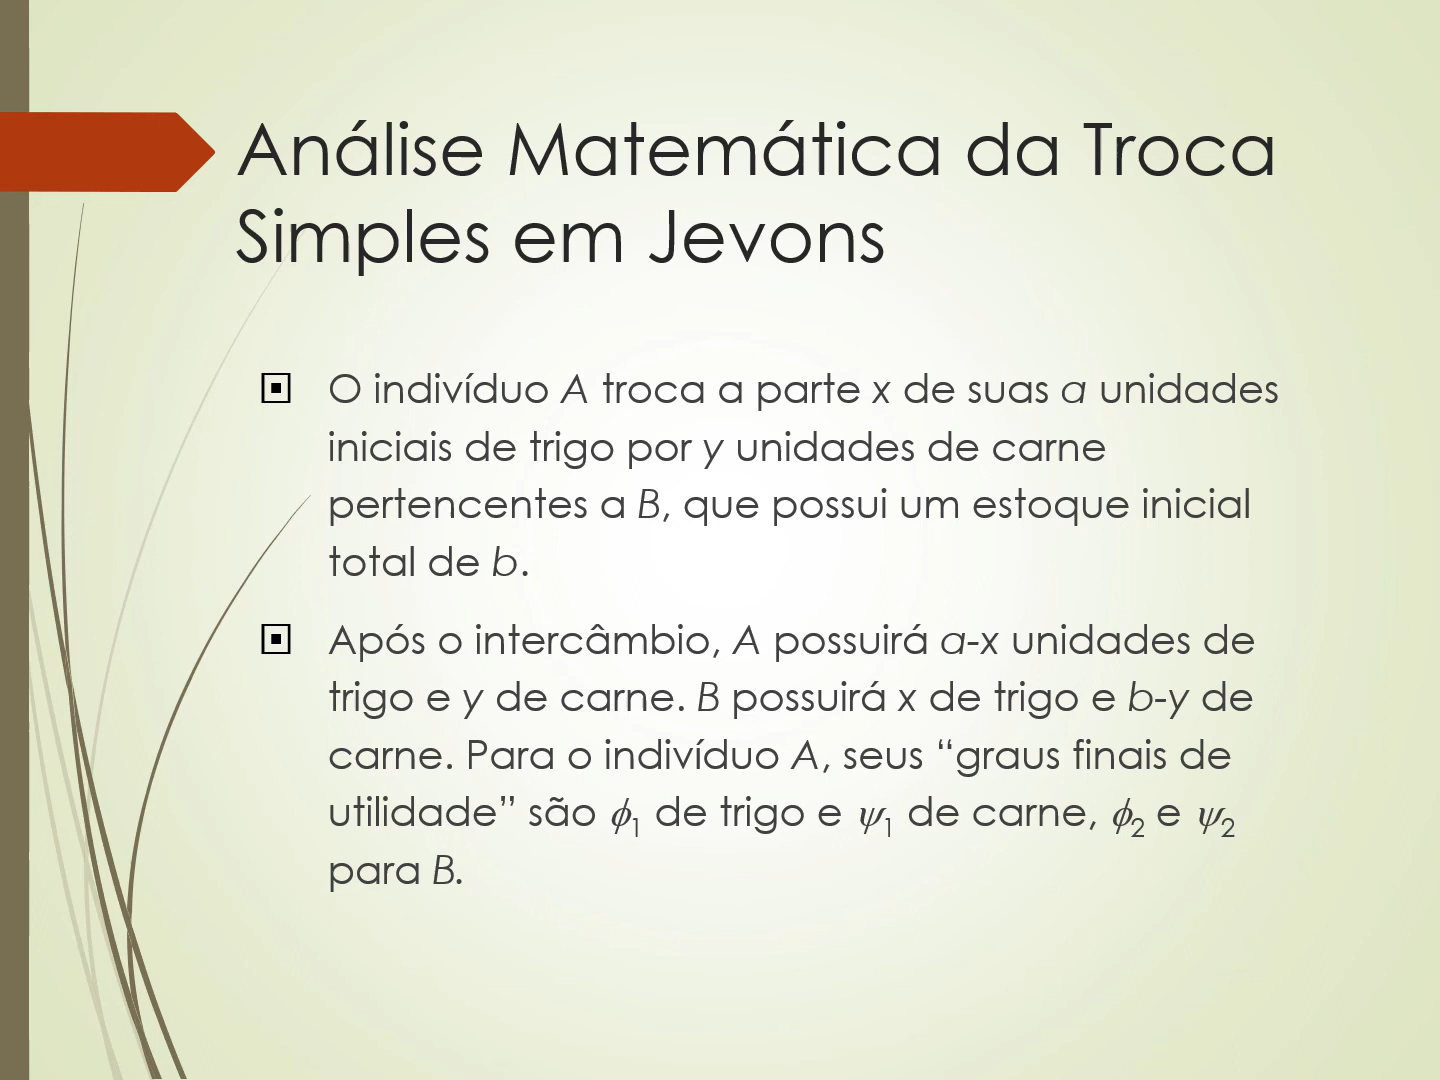 Análise Matemática da Troca
Simples em Jevons
O indivíduo A troca a parte x de suas a unidades
iniciais de trigo por y unidades de carne
pertencentes a B, que possui um estoque inicial
total de b.
Após o intercâmbio, A possuirá a-x unidades de
trigo e y de carne. B possuirá x de trigo e b-y de
carne. Para o indivíduo A, seus “graus finais de
utilidade” são ϕ₁ de trigo e ψ₁ de carne, ϕ₂ e ψ₂
para B.